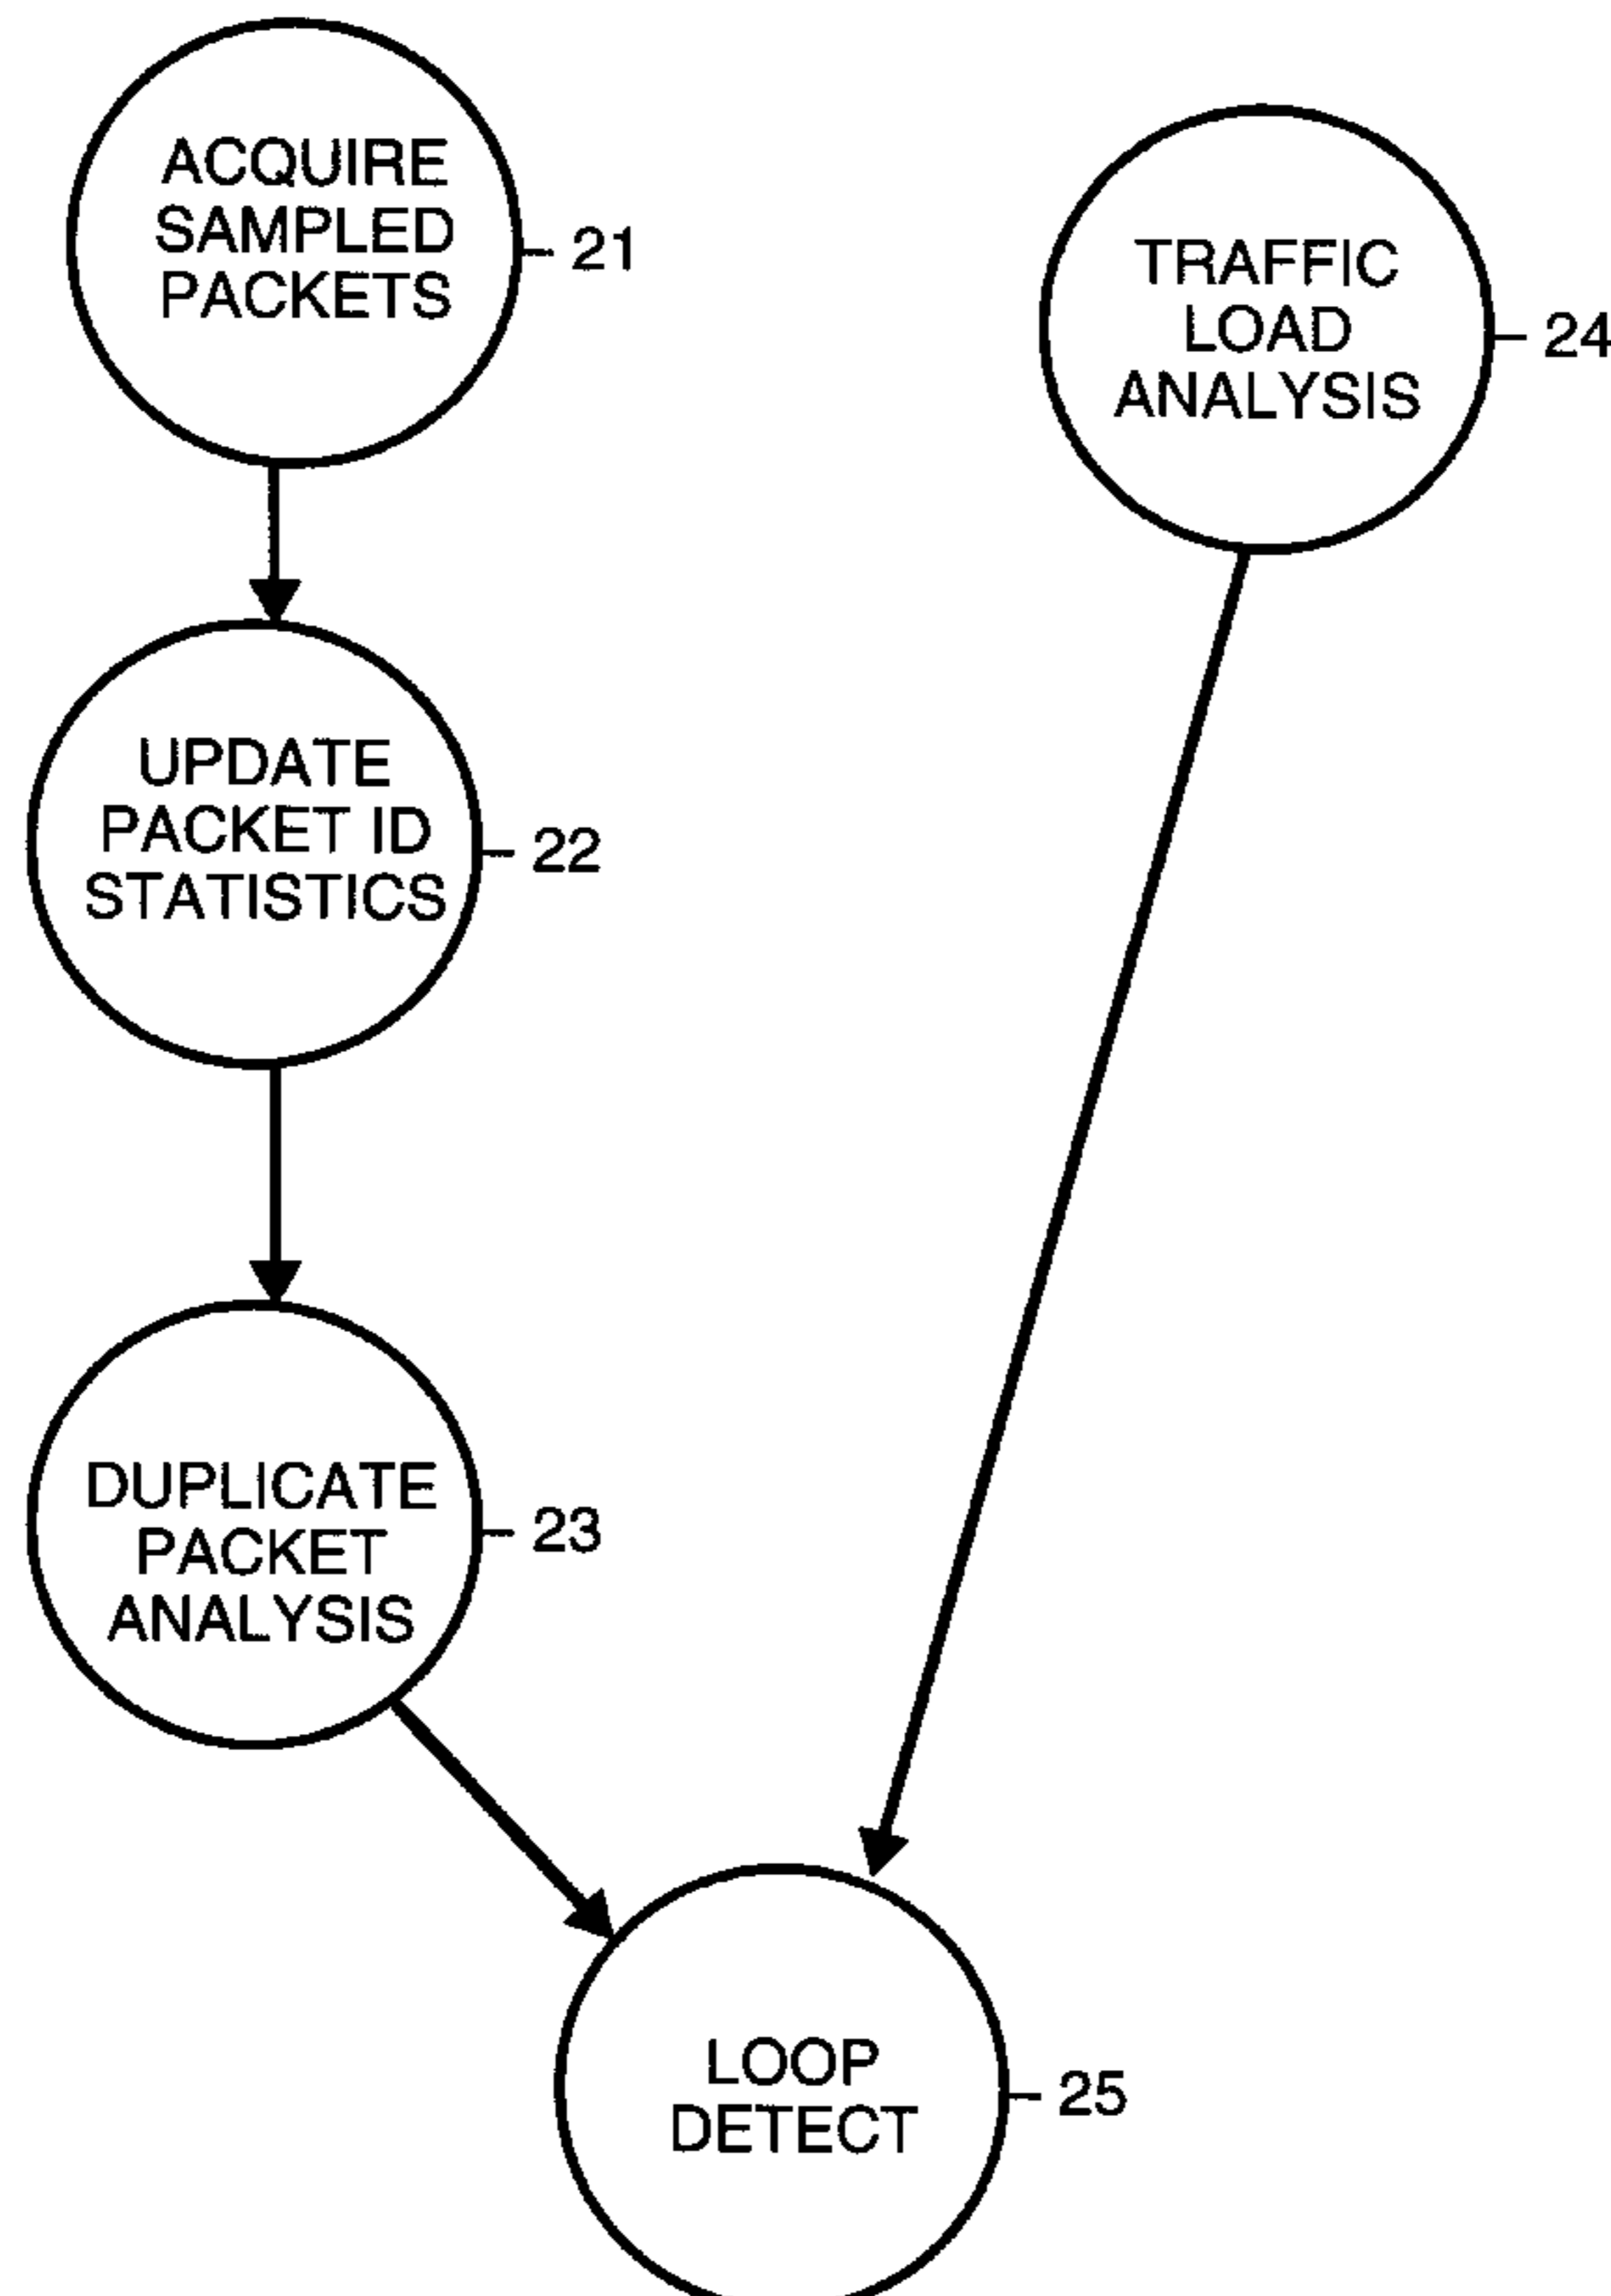 ACQUIRE
SAMPLED
PACKETS
21
TRAFFIC
LOAD
ANALYSIS
24
UPDATE
PACKET ID
STATISTICS
22
DUPLICATE
PACKET
ANALYSIS
23
LOOP
DETECT
25